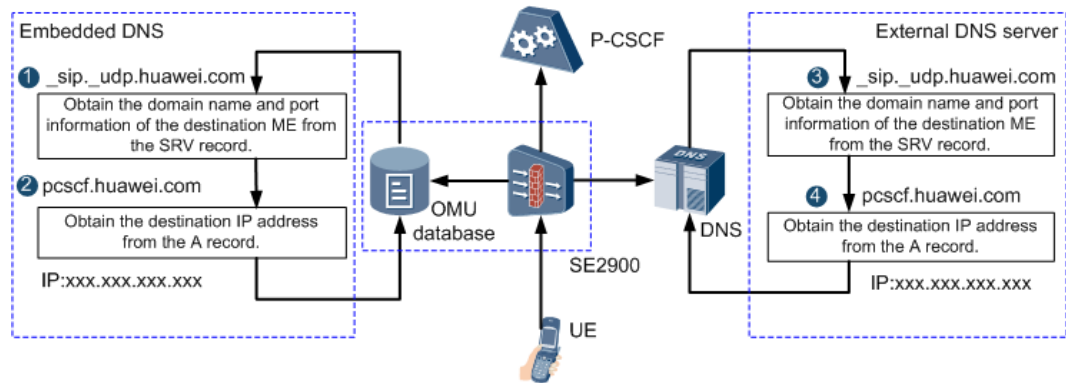 Embedded DNS
1 _sip._udp.huawei.com
Obtain the domain name and port
information of the destination ME from
the SRV record.
2 pcscf.huawei.com
Obtain the destination IP address
from the A record.
IP:xxx.xxx.xxx.xxx
P-CSCF
OMU
database
SE2900
UE
DNS
DNS
External DNS server
3 _sip._udp.huawei.com
Obtain the domain name and port
information of the destination ME
from the SRV record.
4 pcscf.huawei.com
Obtain the destination IP address
from the A record.
IP:xxx.xxx.xxx.xxx